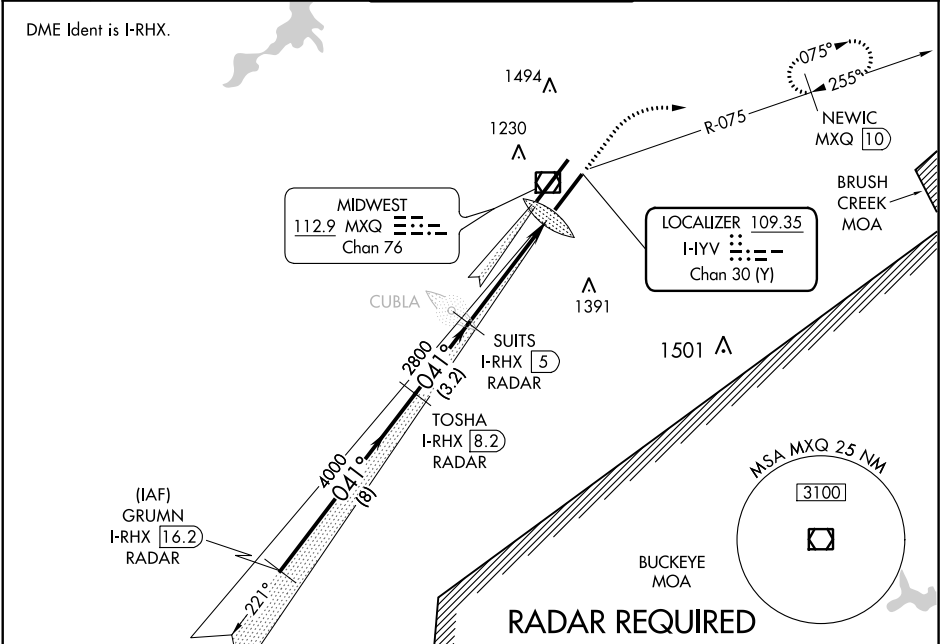 DME Ident is I-RHX.
1494
1230
075°
255°
R-075
NEWIC
MXQ 10
BRUSH
CREEK
MOA
MIDWEST
112.9 MXQ
Chan 76
LOCALIZER 109.35
I-IYV
Chan 30 (Y)
1391
CUBLA
SUITS
I-RHX 5
RADAR
1501
2800
041°
(3.2)
TOSHA
I-RHX 8.2
RADAR
4000
041°
(8)
(IAF)
GRUMN
I-RHX 16.2
RADAR
221°
MSA MXQ 25 NM
3100
BUCKEYE
MOA
RADAR REQUIRED